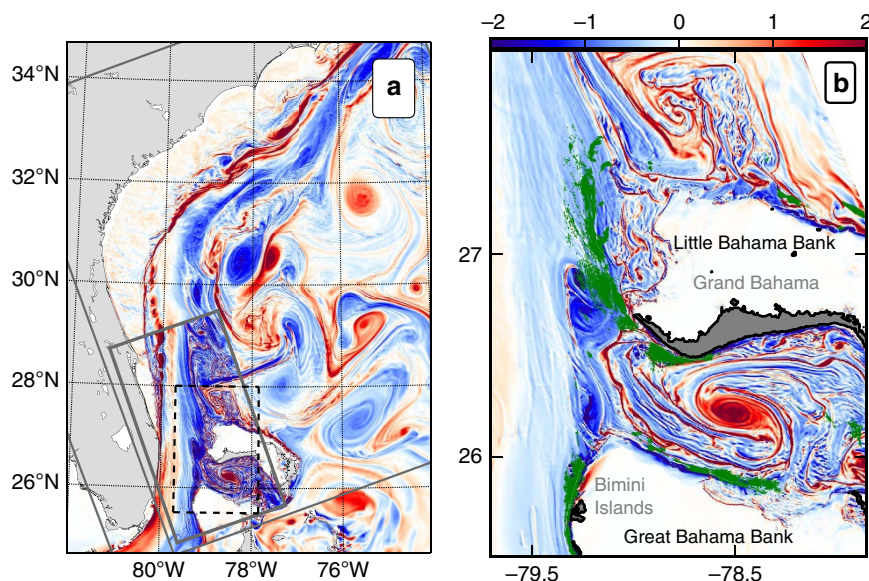 −2 −1 0 1 2
34°N
32°N
30°N
28°N
26°N
80°W 78°W 76°W
a
b
27
26
−79.5 −78.5
Little Bahama Bank
Grand Bahama
Bimini
Islands
Great Bahama Bank